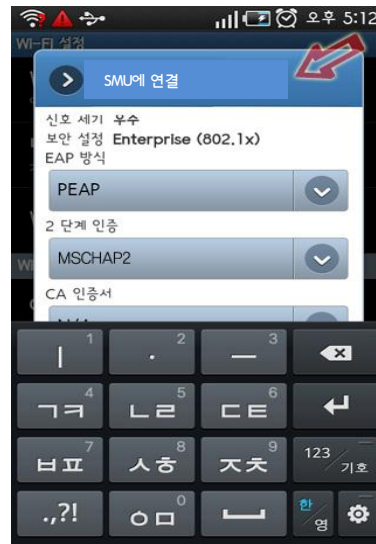 오후 5:12
Wi-Fi 설정
SMU에 연결
신호 세기 우수
보안 설정 Enterprise (802.1x)
EAP 방식
PEAP
2 단계 인증
MSCHAP2
CA 인증서
ㅣ 1 · 2 ㅡ 3
ㄱㅋ 4 ㄴㄹ 5 ㄷㅌ 6
ㅂㅍ 7 ㅅㅎ 8 ㅈㅊ 9 123/기호
.,?! ㅇㅁ 0 한/영